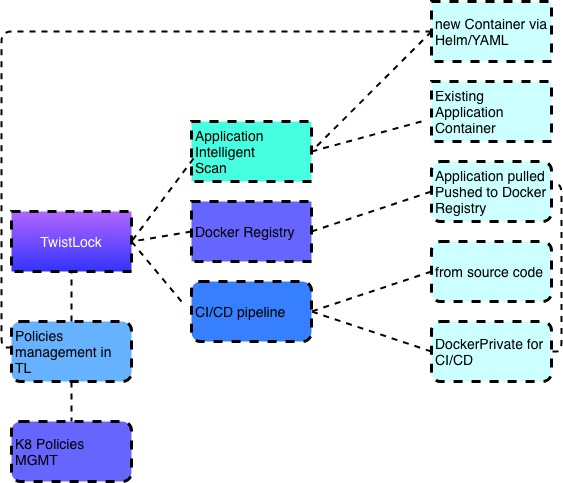 new Container via
Helm/YAML
Existing
Application
Container
Application
Intelligent
Scan
Application pulled
Pushed to Docker
Registry
TwistLock
Docker Registry
from source code
CI/CD pipeline
Policies
management in
TL
DockerPrivate for
CI/CD
K8 Policies
MGMT